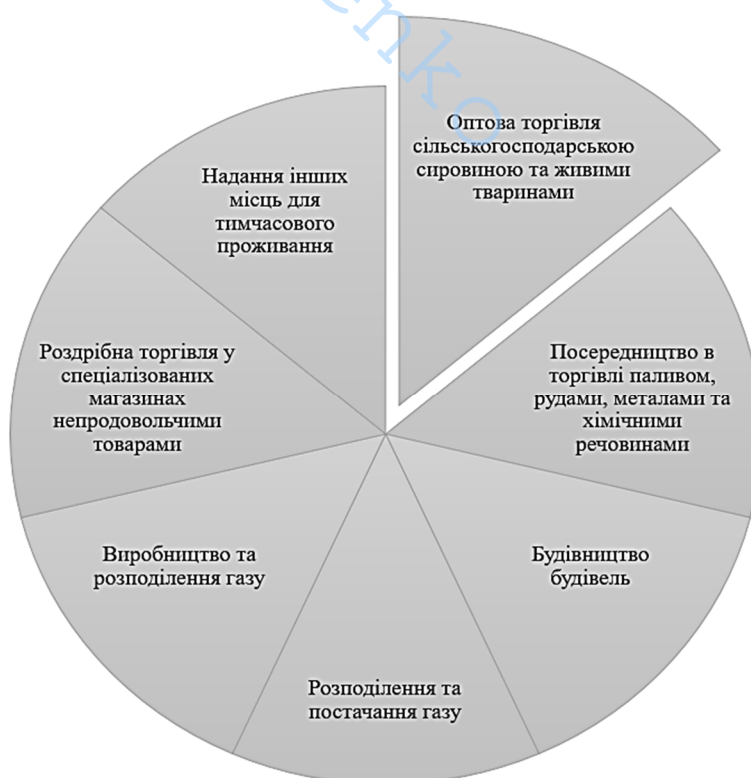 enko
Оптова торгівля
сільськогосподарською
сировиною та живими
тваринами
Посередництво в
торгівлі паливом,
рудами, металами та
хімічними
речовинами
Будівництво
будівель
Розподілення та
постачання газу
Виробництво та
розподілення газу
Роздрібна торгівля у
спеціалізованих
магазинах
непродовольчими
товарами
Надання інших
місць для
тимчасового
проживання